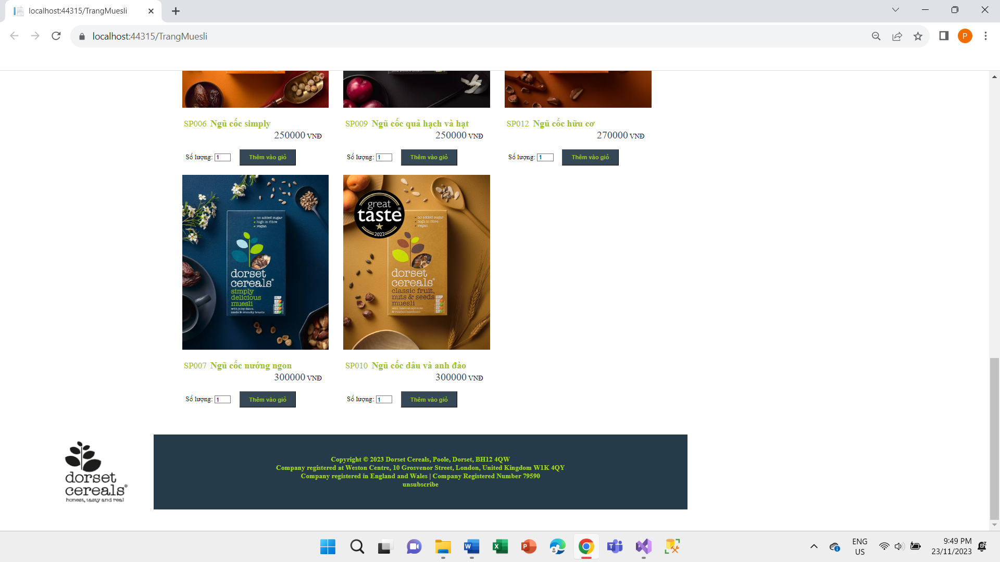 localhost:44315/TrangMuesli
localhost:44315/TrangMuesli
P
SP006 Ngũ cốc simply
250000 VNĐ
Số lượng: 1 Thêm vào giỏ
SP009 Ngũ cốc quả hạch và hạt
250000 VNĐ
Số lượng: 1 Thêm vào giỏ
SP012 Ngũ cốc hữu cơ
270000 VNĐ
Số lượng: 1 Thêm vào giỏ
no added sugar
high in fibre
vegan
dorset
cereals®
simply
delicious
muesli
with juicy dates,
seeds & crunchy brazils
great
taste®
2022
no added sugar
high in fibre
vegan
dorset
cereals®
classic fruit,
nuts & seeds
muesli
with luscious apricots
& roasted hazelnuts
SP007 Ngũ cốc nướng ngon
300000 VNĐ
Số lượng: 1 Thêm vào giỏ
SP010 Ngũ cốc dâu và anh đào
300000 VNĐ
Số lượng: 1 Thêm vào giỏ
dorset
cereals®
honest, tasty and real
Copyright © 2023 Dorset Cereals, Poole, Dorset, BH12 4QW
Company registered at Weston Centre, 10 Grosvenor Street, London, United Kingdom W1K 4QY
Company registered in England and Wales | Company Registered Number 79590
unsubscribe
ENG
US
9:49 PM
23/11/2023